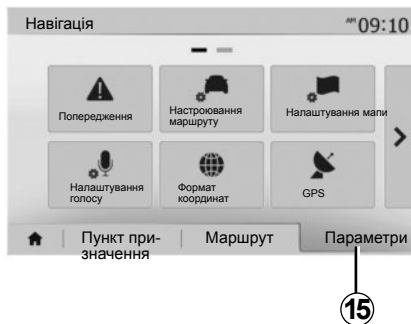 Навігація
AM 09:10
Попередження
Настроювання
маршруту
Налаштування мапи
Налаштування
голосу
Формат
координат
GPS
Пункт при-
значення
Маршрут
Параметри
15